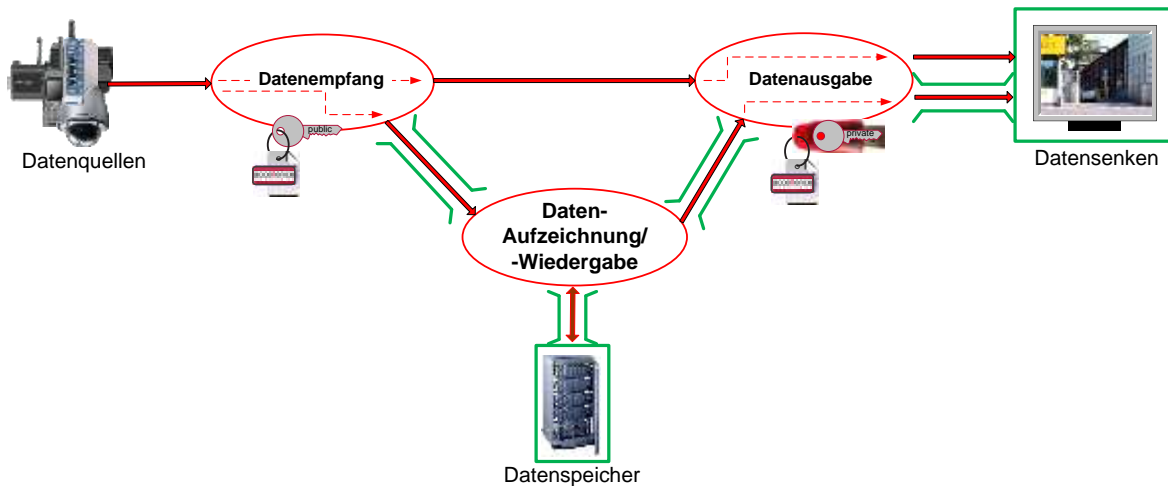 Datenquellen
Datenempfang
public
Daten-
Aufzeichnung/
-Wiedergabe
Datenspeicher
Datenausgabe
private
Datensenken